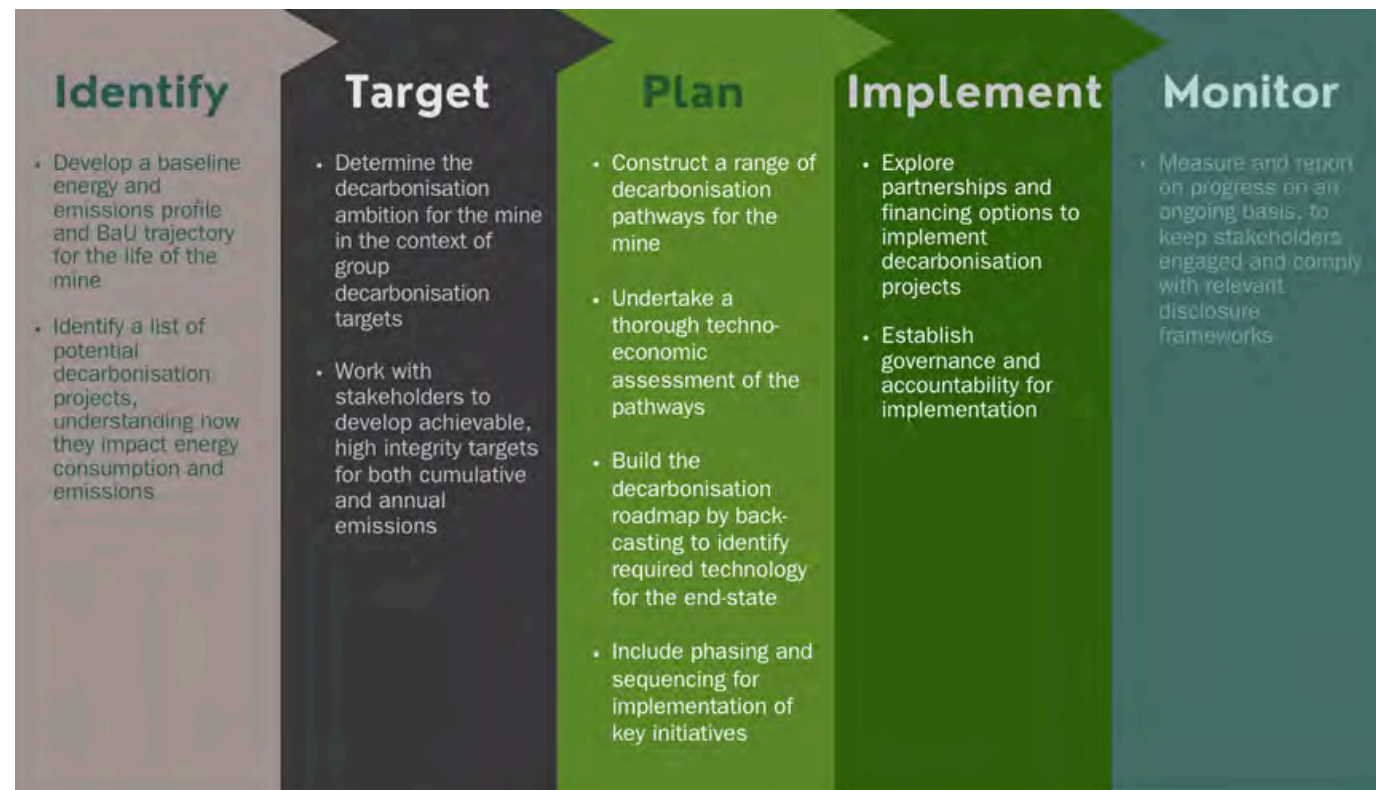 Identify
• Develop a baseline
energy and
emissions profile
and BaU trajectory
for the life of the
mine
• Identify a list of
potential
decarbonisation
projects,
understanding how
they impact energy
consumption and
emissions
Target
• Determine the
decarbonisation
ambition for the mine
in the context of
group
decarbonisation
targets
• Work with
stakeholders to
develop achievable,
high integrity targets
for both cumulative
and annual
emissions
Plan
• Construct a range of
decarbonisation
pathways for the
mine
• Undertake a
thorough techno-
economic
assessment of the
pathways
• Build the
decarbonisation
roadmap by back-
casting to identify
required technology
for the end-state
• Include phasing and
sequencing for
implementation of
key initiatives
Implement
• Explore
partnerships and
financing options to
implement
decarbonisation
projects
• Establish
governance and
accountability for
implementation
Monitor
• Measure and report
on progress on an
ongoing basis, to
keep stakeholders
engaged and comply
with relevant
disclosure
frameworks